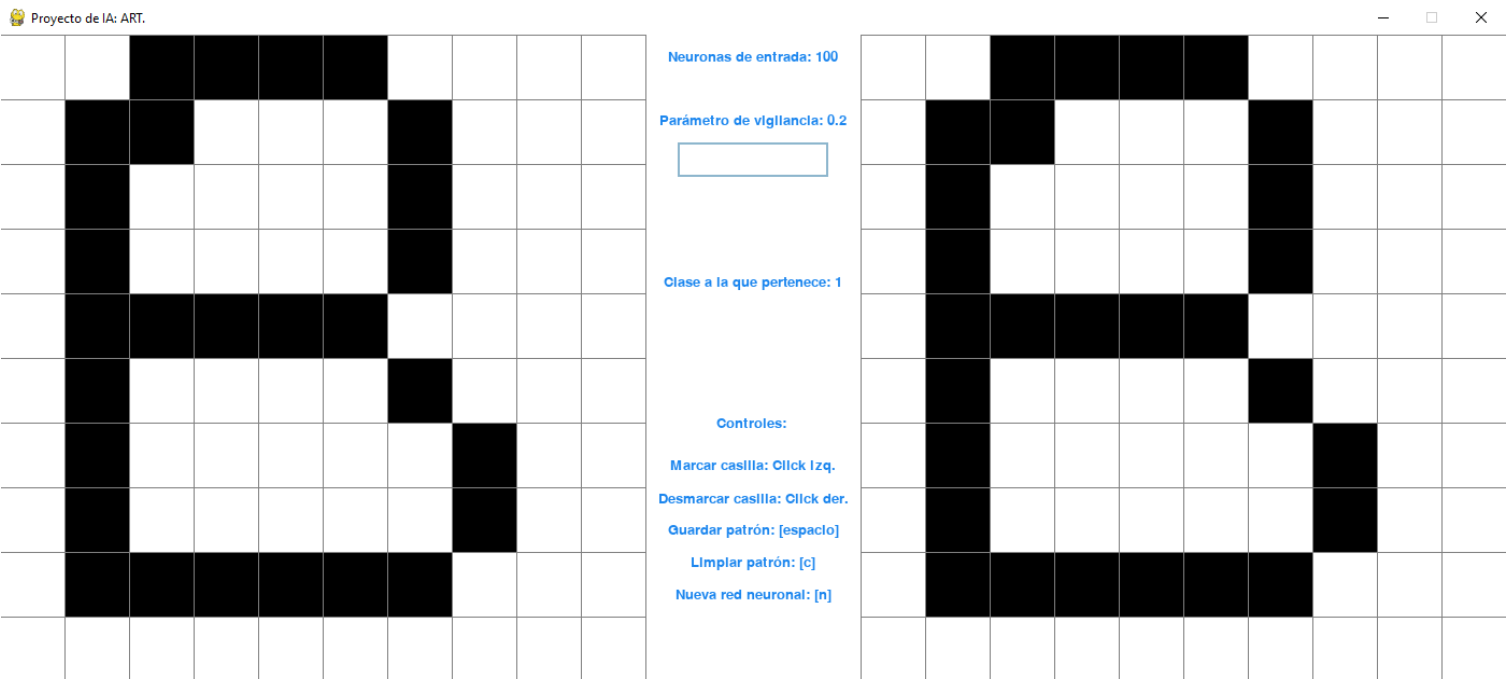 Proyecto de IA: ART.
Neuronas de entrada: 100
Parámetro de vigilancia: 0.2
Clase a la que pertenece: 1
Controles:
Marcar casilla: Click izq.
Desmarcar casilla: Click der.
Guardar patrón: [espacio]
Limpiar patrón: [c]
Nueva red neuronal: [n]